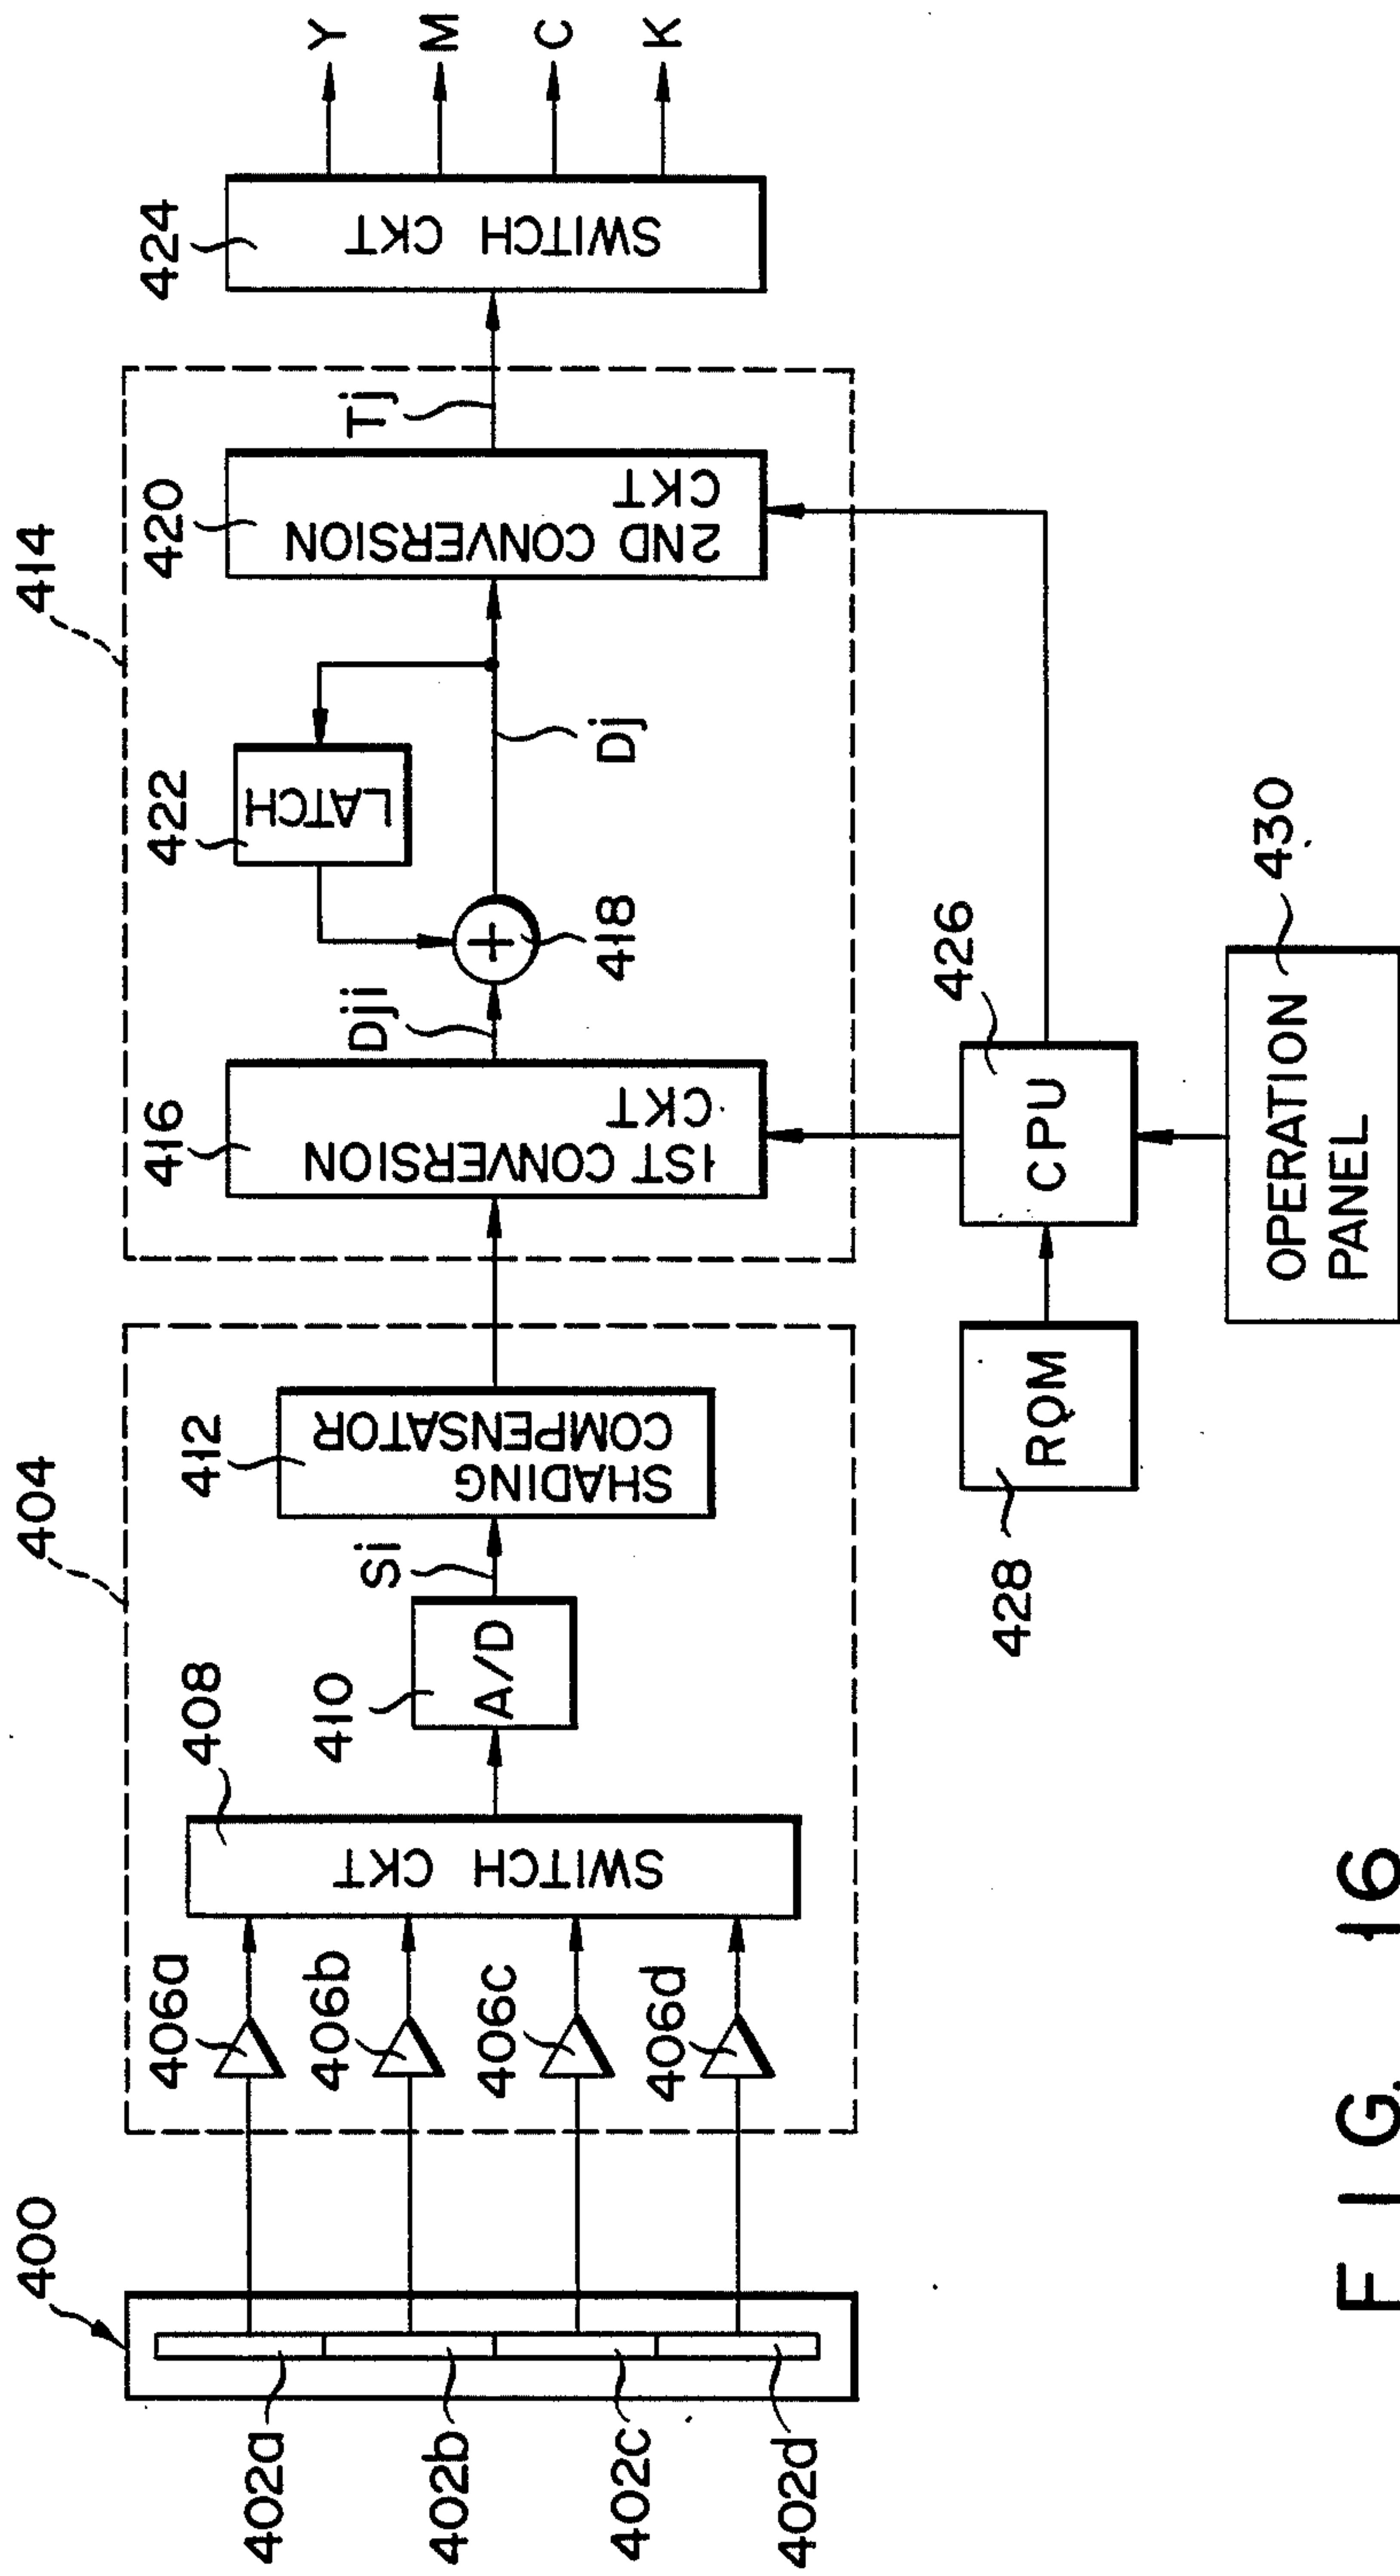 400
402a
402b
402c
402d
404
406a
406b
406c
406d
408
SWITCH CKT
410
A/D
Si
412
SHADING
COMPENSATOR
414
416
1ST CONVERSION
CKT
Dji
418
+
422
LATCH
Dj
420
2ND CONVERSION
CKT
Tj
424
SWITCH CKT
Y
M
C
K
426
CPU
428
ROM
430
OPERATION
PANEL
FIG. 16